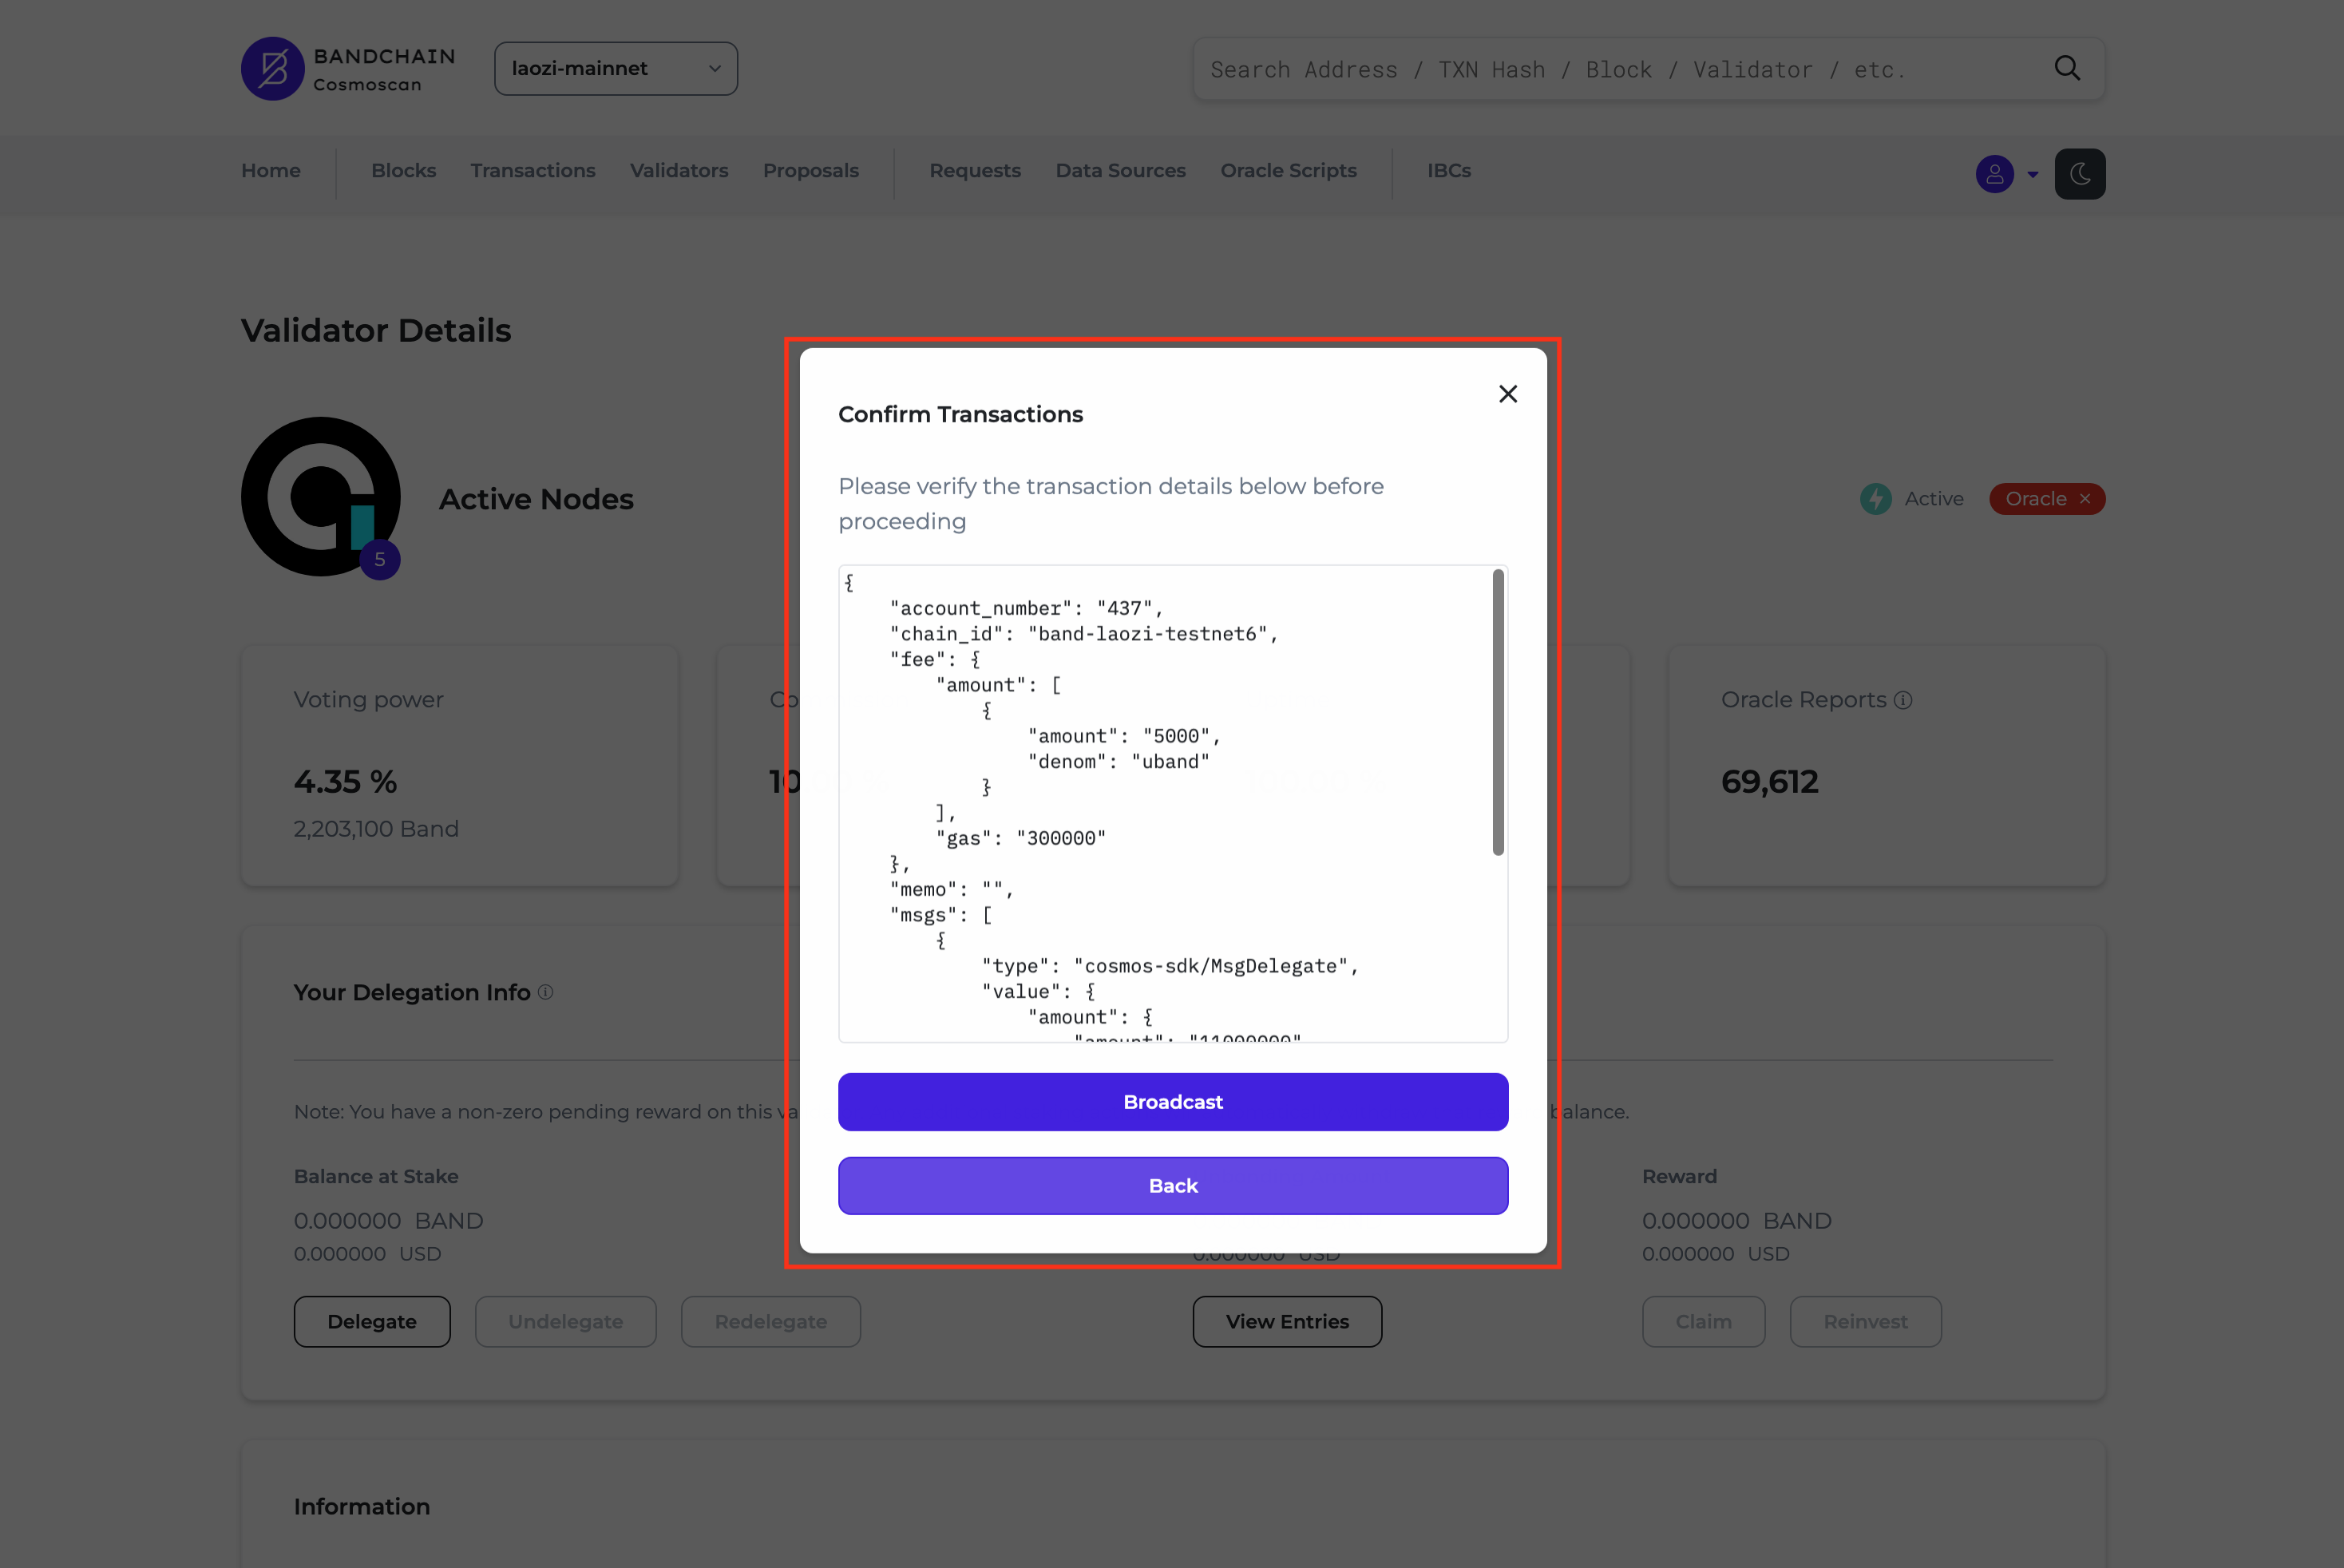 BANDCHAIN
Cosmoscan
laozi-mainnet
Search Address / TXN Hash / Block / Validator / etc.
Home
Blocks
Transactions
Validators
Proposals
Requests
Data Sources
Oracle Scripts
IBCs
Validator Details
5
Active Nodes
Active
Oracle
Voting power
4.35 %
2,203,100 Band
Co
10
Oracle Reports
69,612
Confirm Transactions
Please verify the transaction details below before
proceeding
{
"account_number": "437",
"chain_id": "band-laozi-testnet6",
"fee": {
"amount": [
{
"amount": "5000",
"denom": "uband"
}
],
"gas": "300000"
},
"memo": "",
"msgs": [
{
"type": "cosmos-sdk/MsgDelegate",
"value": {
"amount": {
"amount": "11000000"
Broadcast
Back
Your Delegation Info
Note: You have a non-zero pending reward on this va
balance.
Balance at Stake
0.000000 BAND
0.000000 USD
Delegate
Undelegate
Redelegate
0.000000 USD
View Entries
Reward
0.000000 BAND
0.000000 USD
Claim
Reinvest
Information